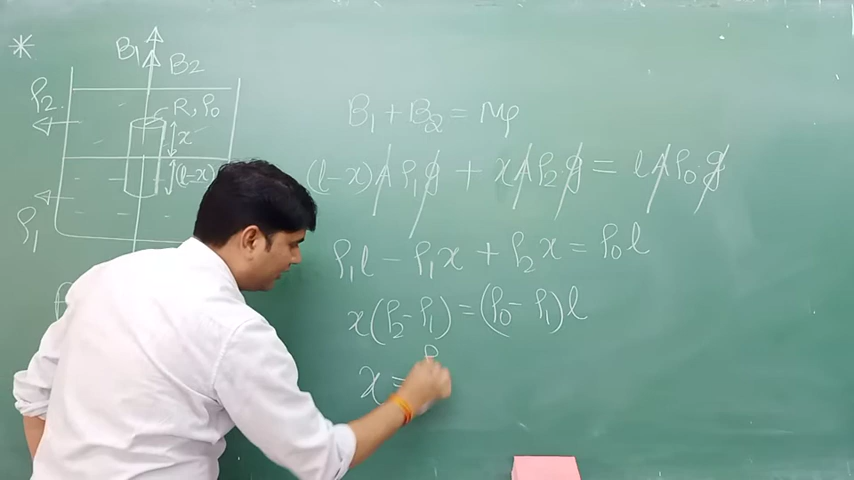 *
B₁ B₂
ρ₂
R, ρ₀
x
(l-x)
ρ₁
B₁ + B₂ = Mg
(l-x)Aρ₁g + xAρ₂g = lAρ₀g
ρ₁l - ρ₁x + ρ₂x = ρ₀l
x(ρ₂-ρ₁) = (ρ₀-ρ₁)l
x = ρ